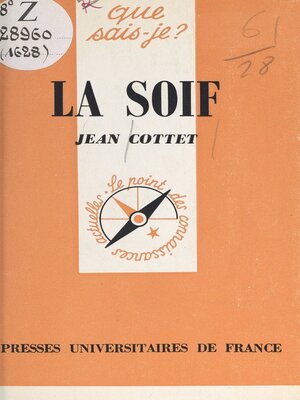 8° Z
28960
(1628)
que
sais-je?
61
28
LA SOIF
JEAN COTTET
Le point des connaissances actuelles
PRESSES UNIVERSITAIRES DE FRANCE